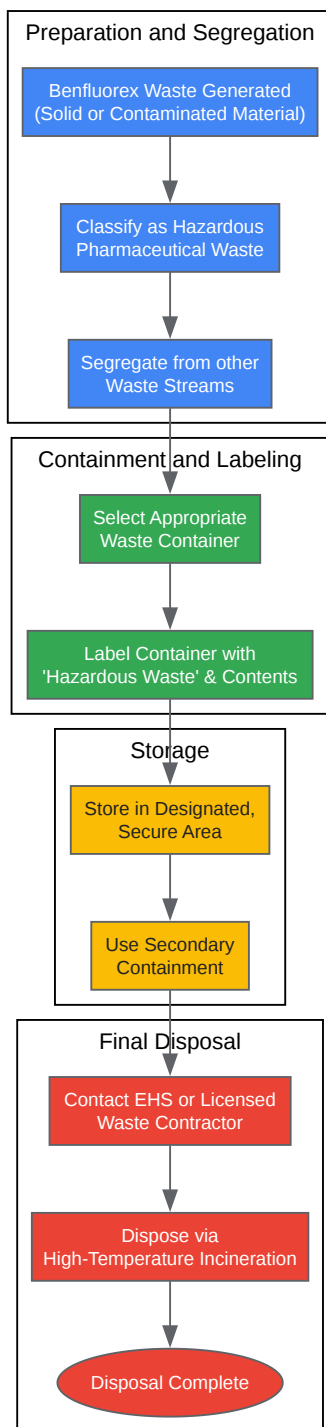 Preparation and Segregation
Benfluorex Waste Generated
(Solid or Contaminated Material)
Classify as Hazardous
Pharmaceutical Waste
Segregate from other
Waste Streams
Containment and Labeling
Select Appropriate
Waste Container
Label Container with
'Hazardous Waste' & Contents
Storage
Store in Designated,
Secure Area
Use Secondary
Containment
Final Disposal
Contact EHS or Licensed
Waste Contractor
Dispose via
High-Temperature Incineration
Disposal Complete